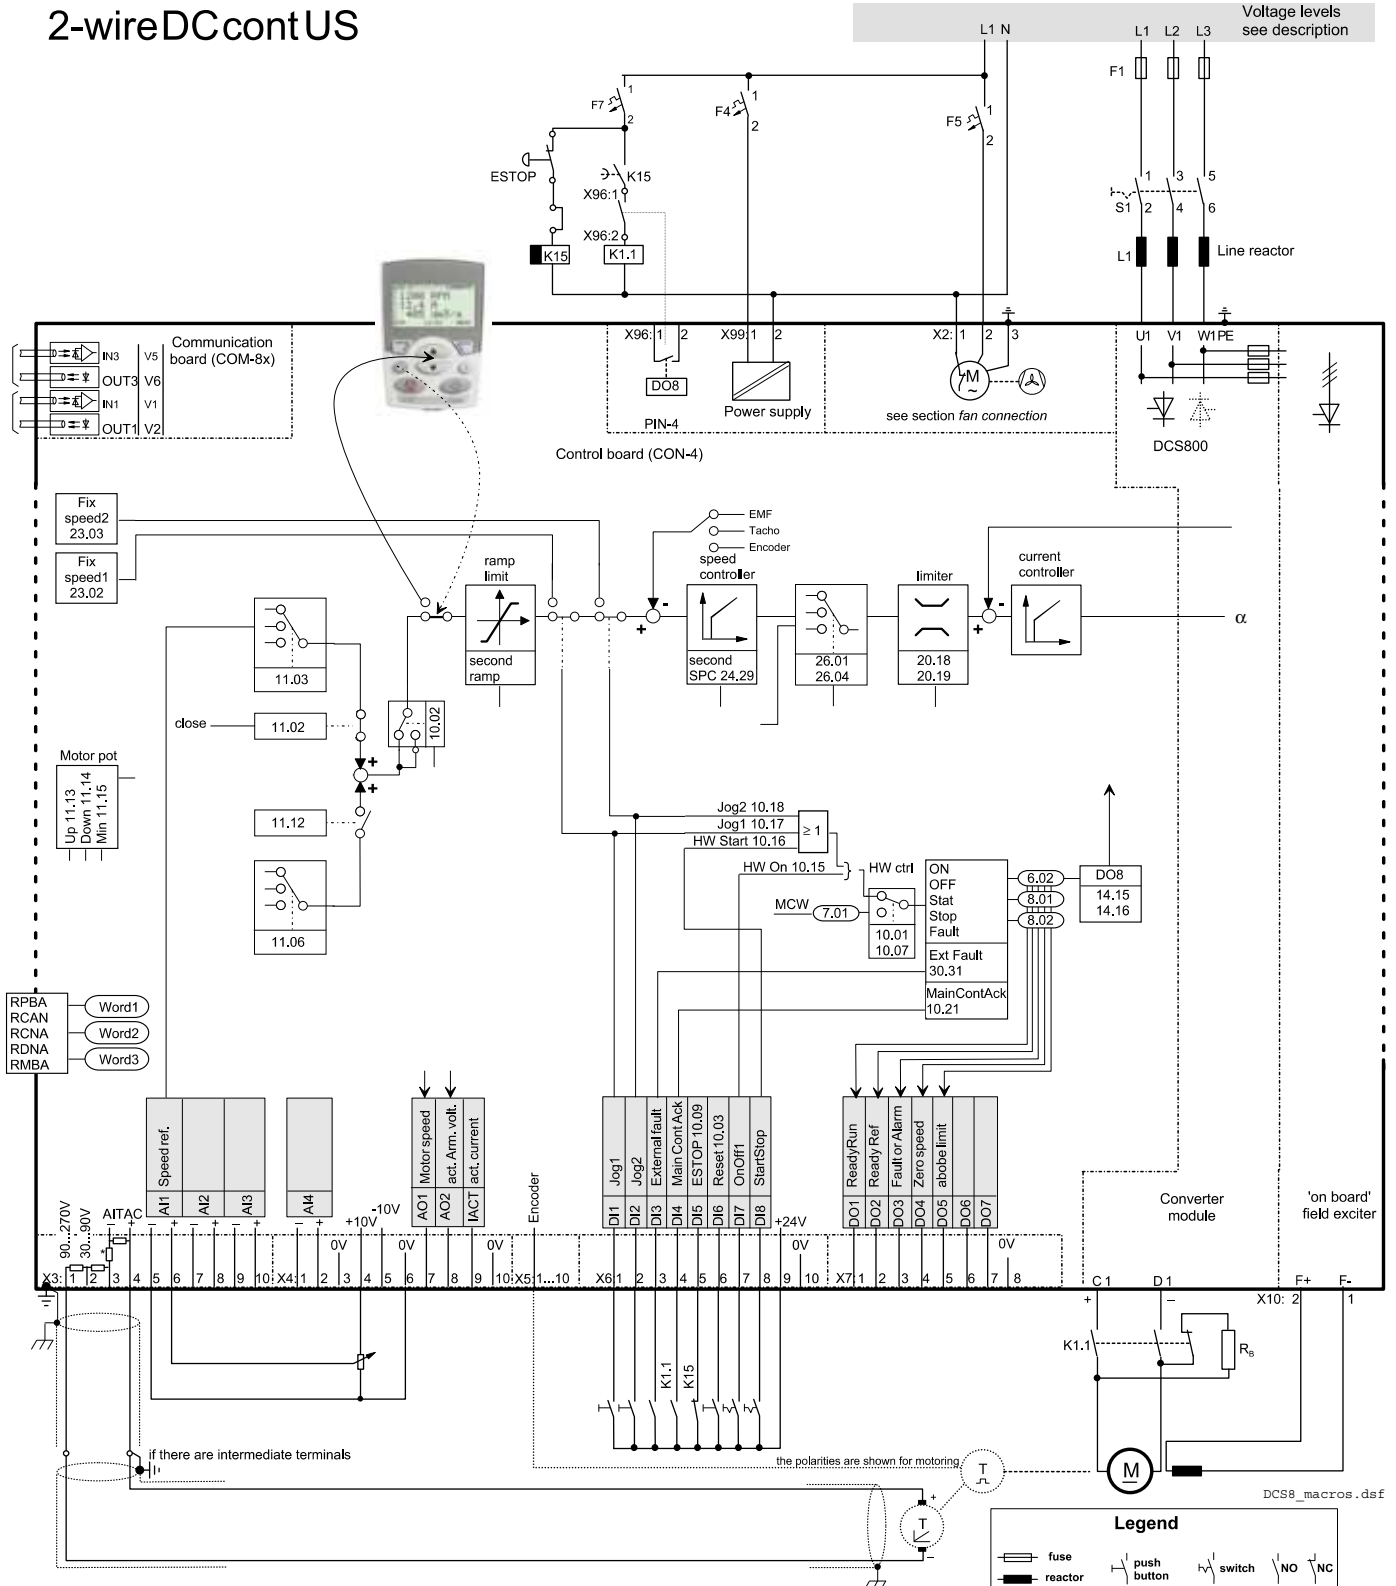 2-wireDCcontUS
Voltage levels
see description
L1 N
L1 L2 L3
F1
F7 1 2
F4 1 2
F5 1 2
ESTOP
K15
X96:1
X96:2
K15
K1.1
S1 1 2 3 4 5 6
L1
Line reactor
Communication
board (COM-8x)
IN3 V5
OUT3 V6
IN1 V1
OUT1 V2
X96: 1 2
X99: 1 2
X2: 1 2 3
U1 V1 W1 PE
DO8
PIN-4
Power supply
M
~
see section fan connection
DCS800
Control board (CON-4)
Fix
speed2
23.03
Fix
speed1
23.02
EMF
Tacho
Encoder
ramp
limit
speed
controller
limiter
current
controller
-
+
-
+
α
second
ramp
second
SPC 24.29
26.01
26.04
20.18
20.19
11.03
close
11.02
10.02
+
+
11.12
11.06
Motor pot
Up 11.13
Down 11.14
Min 11.15
Jog2 10.18
Jog1 10.17
HW Start 10.16
≥ 1
HW On 10.15
HW ctrl
MCW
7.01
10.01
10.07
ON
OFF
Stat
Stop
Fault
Ext Fault
30.31
MainContAck
10.21
6.02
8.01
8.02
DO8
14.15
14.16
RPBA
RCAN
RCNA
RDNA
RMBA
Word1
Word2
Word3
90...270V
30...90V
AITAC
AI1 Speed ref.
AI2
AI3
AI4
+10V
-10V
AO1 Motor speed
AO2 act. Arm. volt.
IACT act. current
Encoder
DI1 Jog1
DI2 Jog2
DI3 External fault
DI4 Main Cont Ack
DI5 ESTOP 10.09
DI6 Reset 10.03
DI7 OnOff1
DI8 StartStop
+24V
DO1 ReadyRun
DO2 Ready Ref
DO3 Fault or Alarm
DO4 Zero speed
DO5 abobe limit
DO6
DO7
Converter
module
'on board'
field exciter
*
- + - + - + - + - +
0V 0V 0V 0V 0V
X3: 1 2 3 4 5 6 7 8 9 10
X4: 1 2 3 4 5 6 7 8 9 10
X5: 1...10
X6: 1 2 3 4 5 6 7 8 9 10
X7: 1 2 3 4 5 6 7 8
C 1 D 1
+ −
F+ F-
X10: 2 1
K1.1
RB
K1.1
K15
if there are intermediate terminals
the polarities are shown for motoring
T
M
T
+
−
DCS8_macros.dsf
Legend
fuse
push
button
switch
NO
NC
reactor